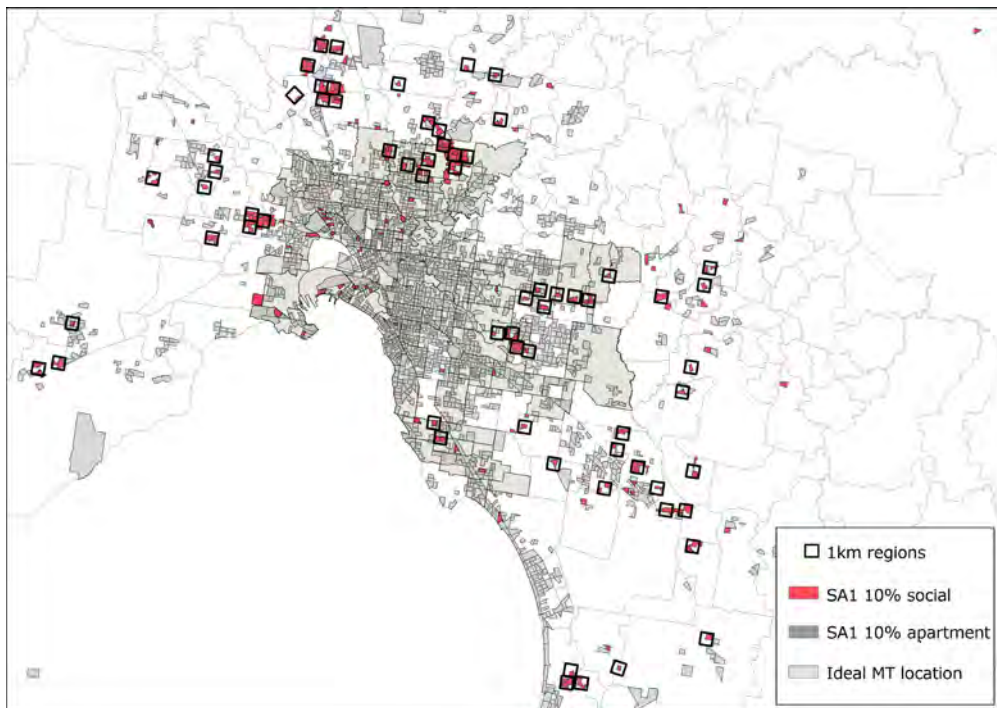 1km regions
SA1 10% social
SA1 10% apartment
Ideal MT location